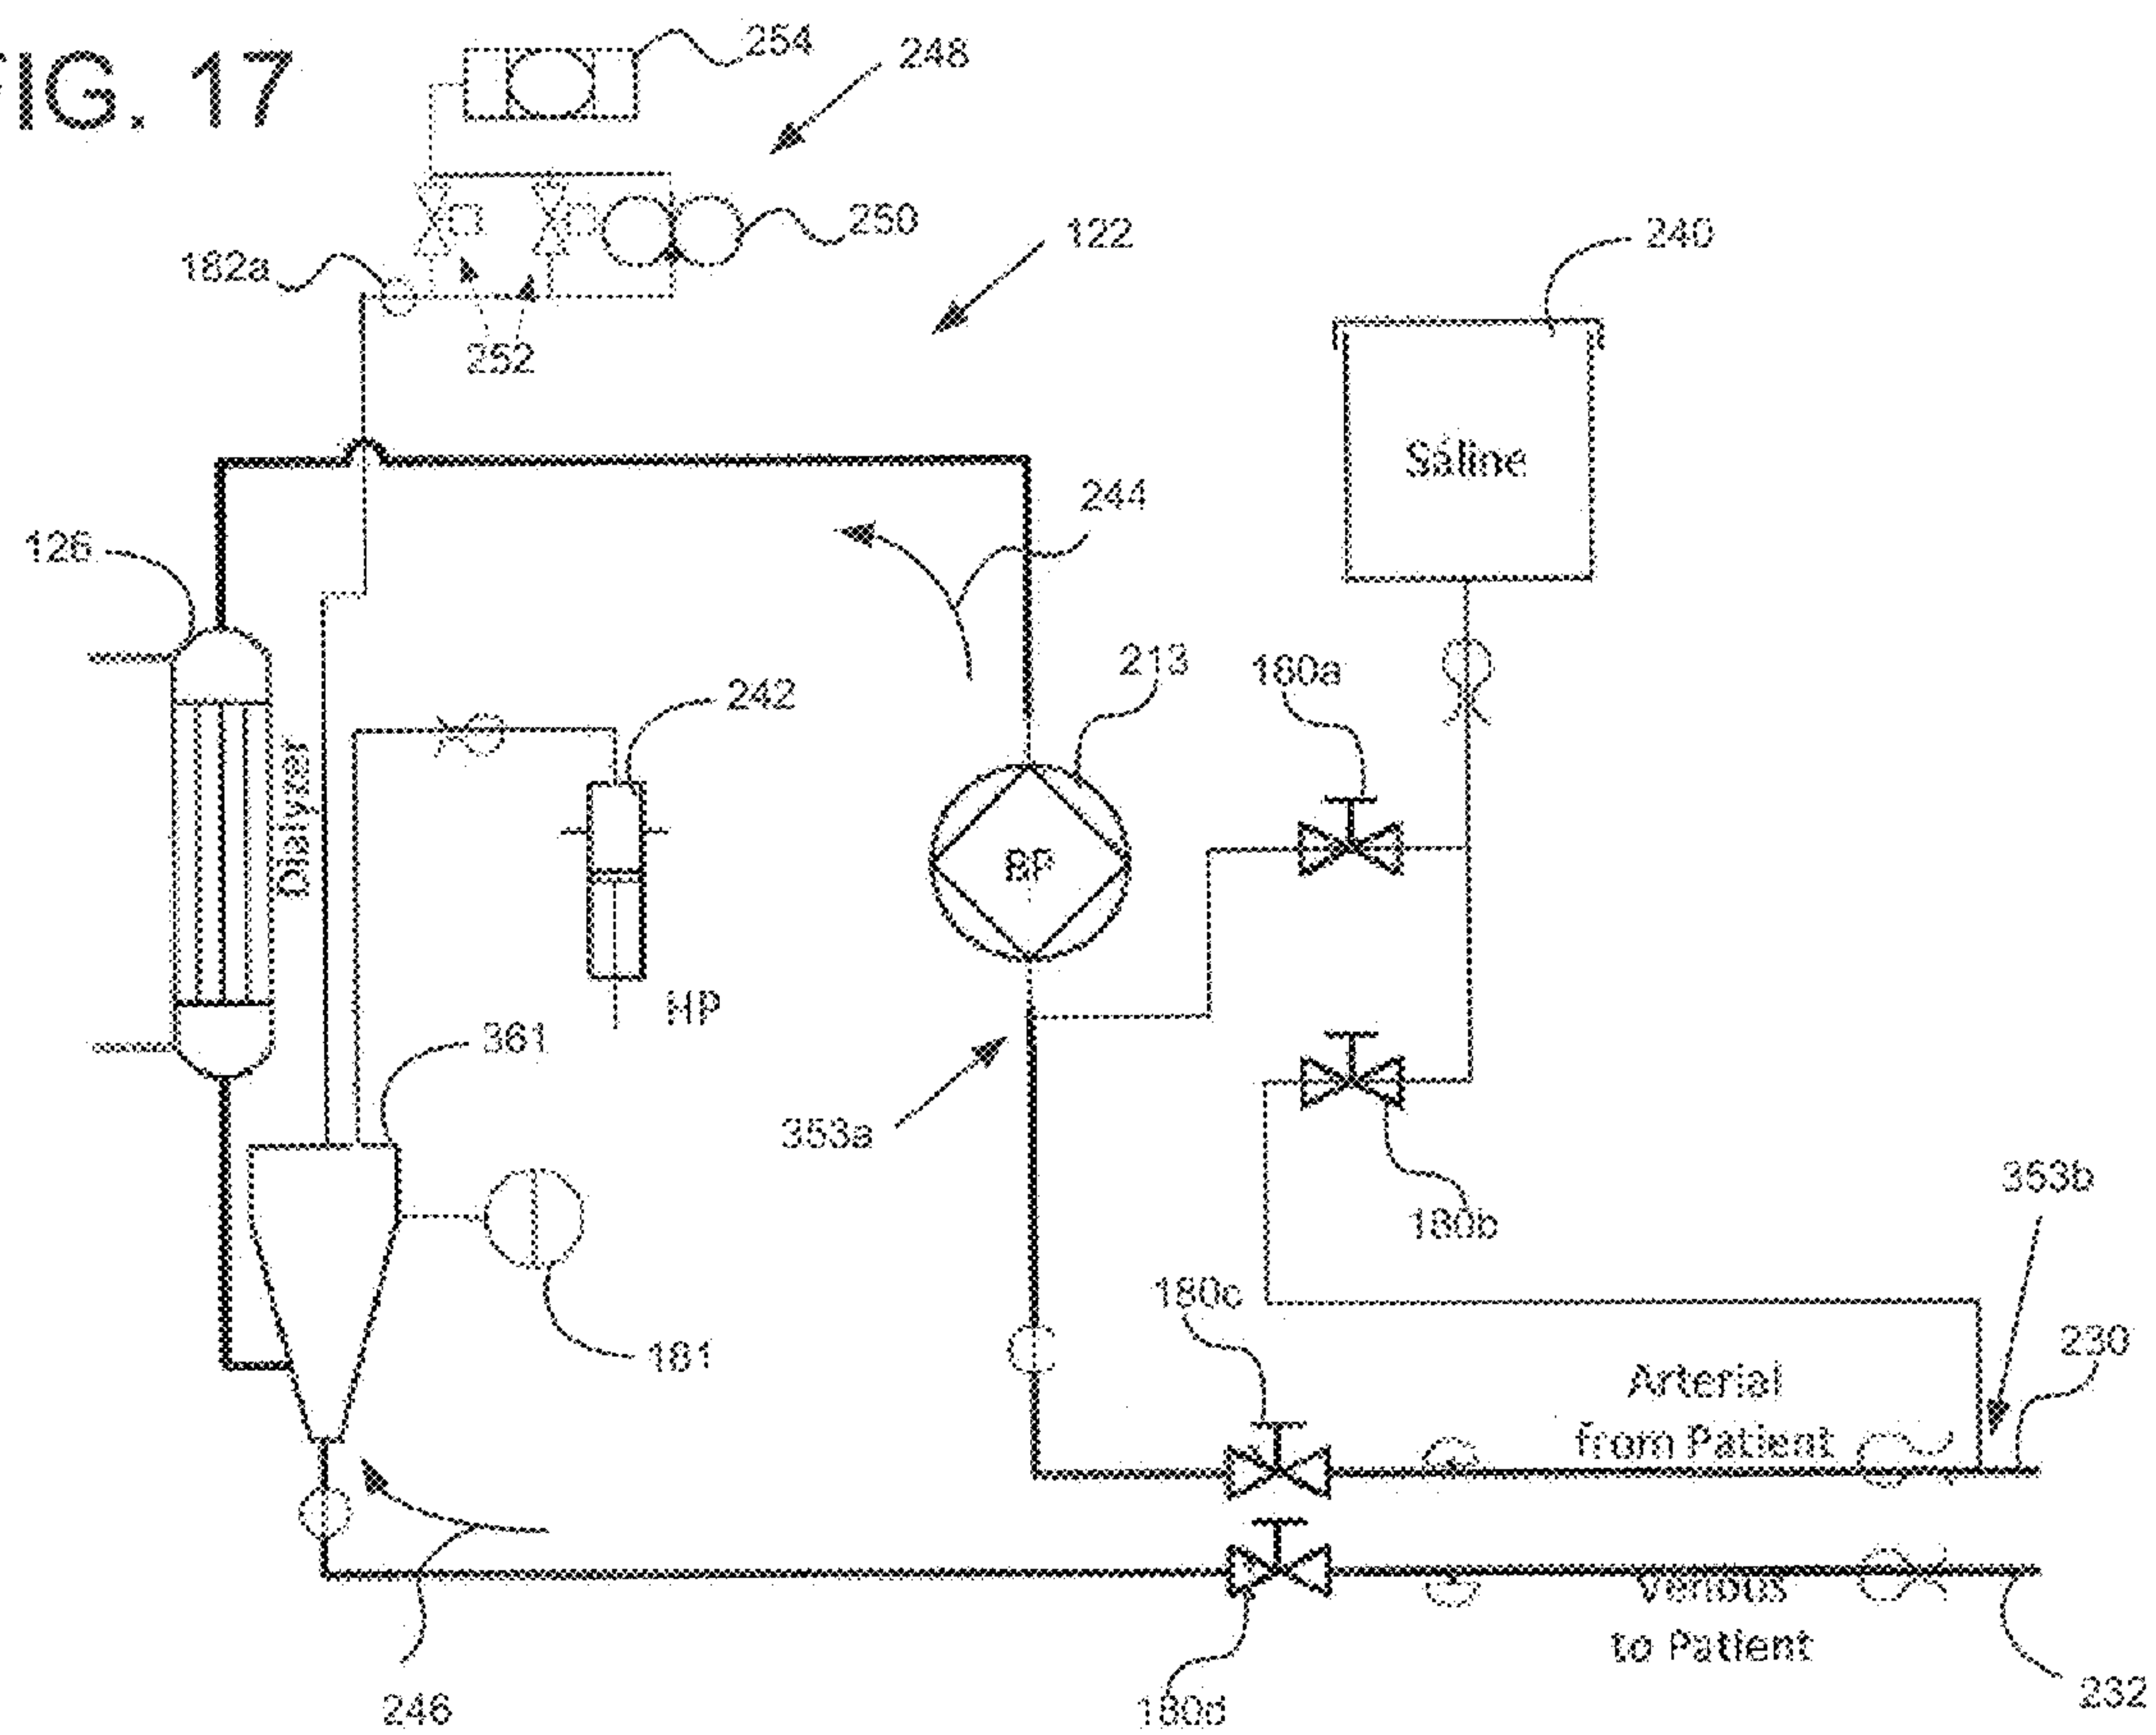 FIG. 17
254
248
250
122
182a
240
252
Saline
244
126
213
180a
242
Dialyser
BP
HP
361
353a
353b
180b
180c
230
181
Arterial
from Patient
Venous
to Patient
246
180d
232